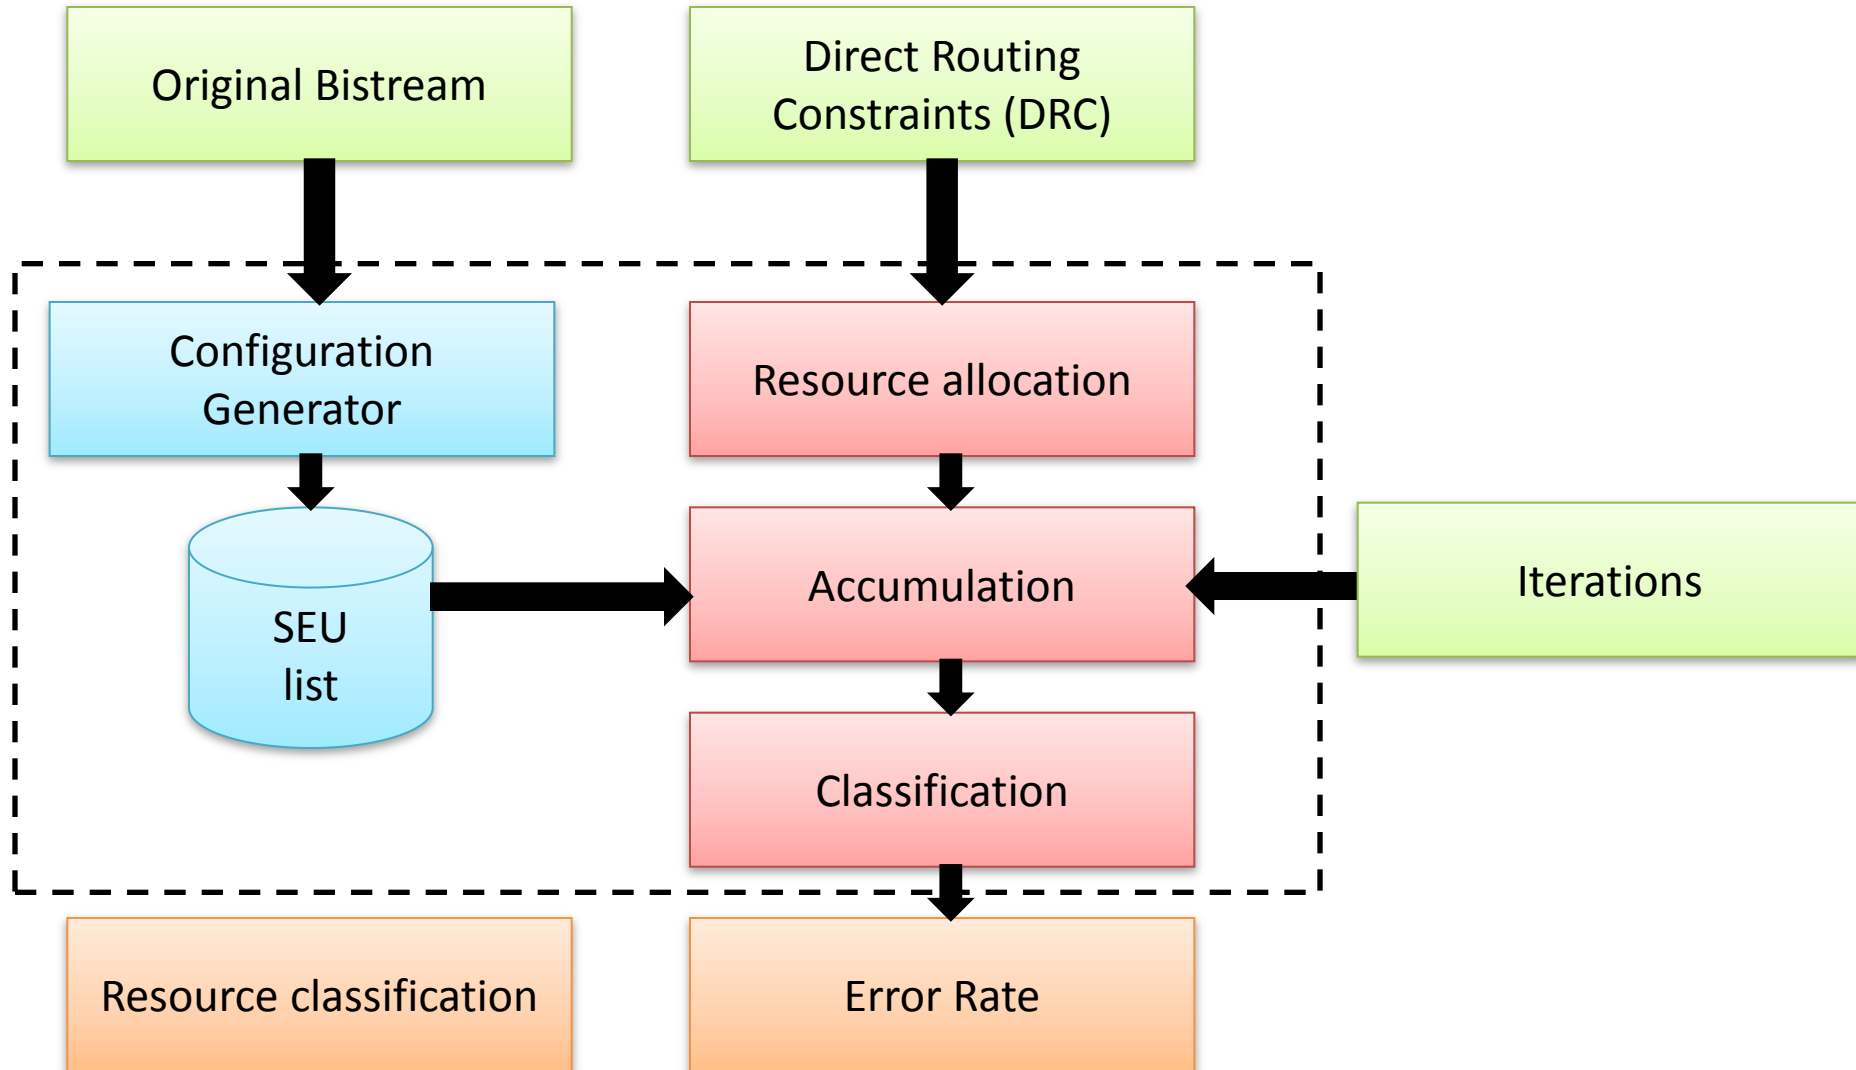 Original Bistream
Direct Routing
Constraints (DRC)
Configuration
Generator
Resource allocation
SEU
list
Accumulation
Iterations
Classification
Resource classification
Error Rate